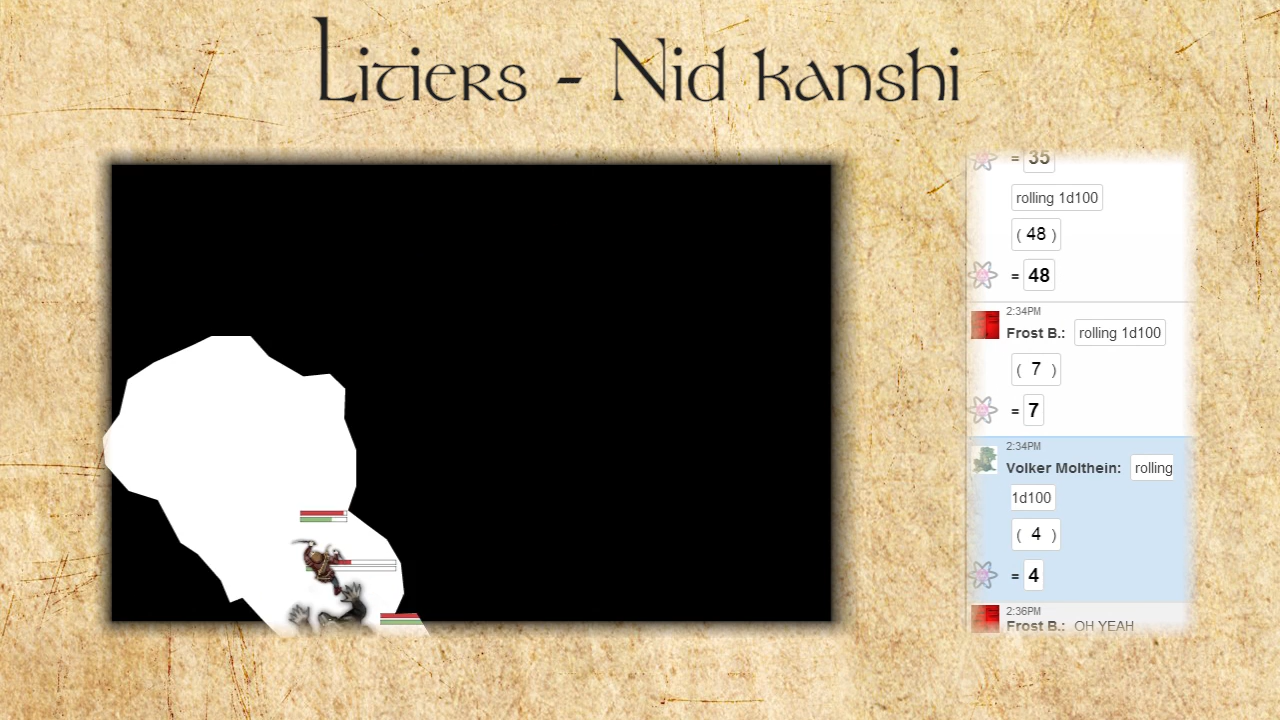 Litiers - Nid kanshi
= 35
rolling 1d100
( 48 )
= 48
2:34PM
Frost B.: rolling 1d100
( 7 )
= 7
2:34PM
Volker Molthein: rolling
1d100
( 4 )
= 4
2:36PM
Frost B.: OH YEAH